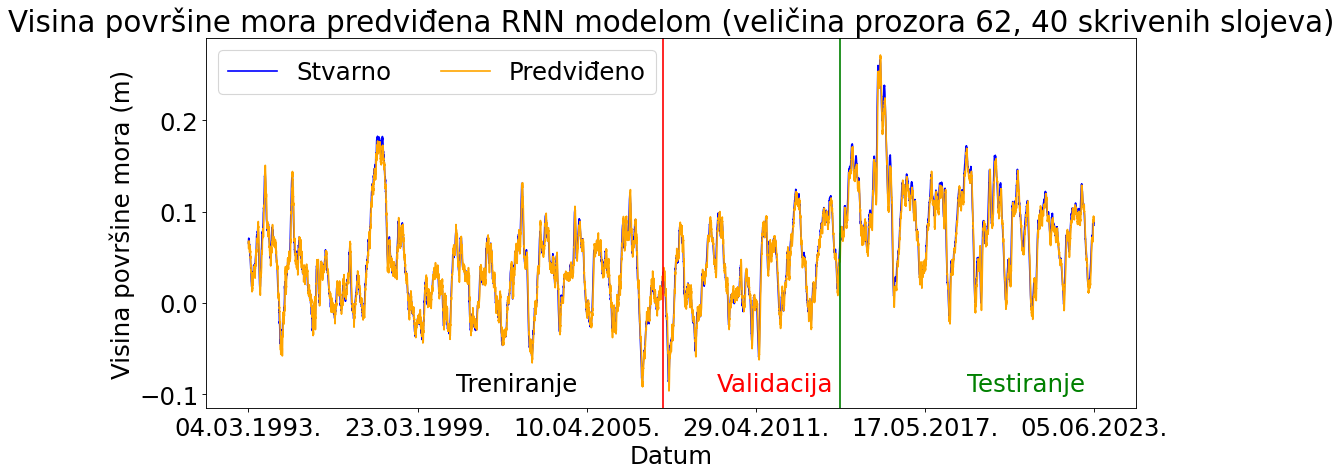 Visina površine mora predviđena RNN modelom (veličina prozora 62, 40 skrivenih slojeva)
Stvarno Predviđeno
Visina površine mora (m)
0.2
0.1
0.0
−0.1
Treniranje Validacija Testiranje
04.03.1993. 23.03.1999. 10.04.2005. 29.04.2011. 17.05.2017. 05.06.2023.
Datum